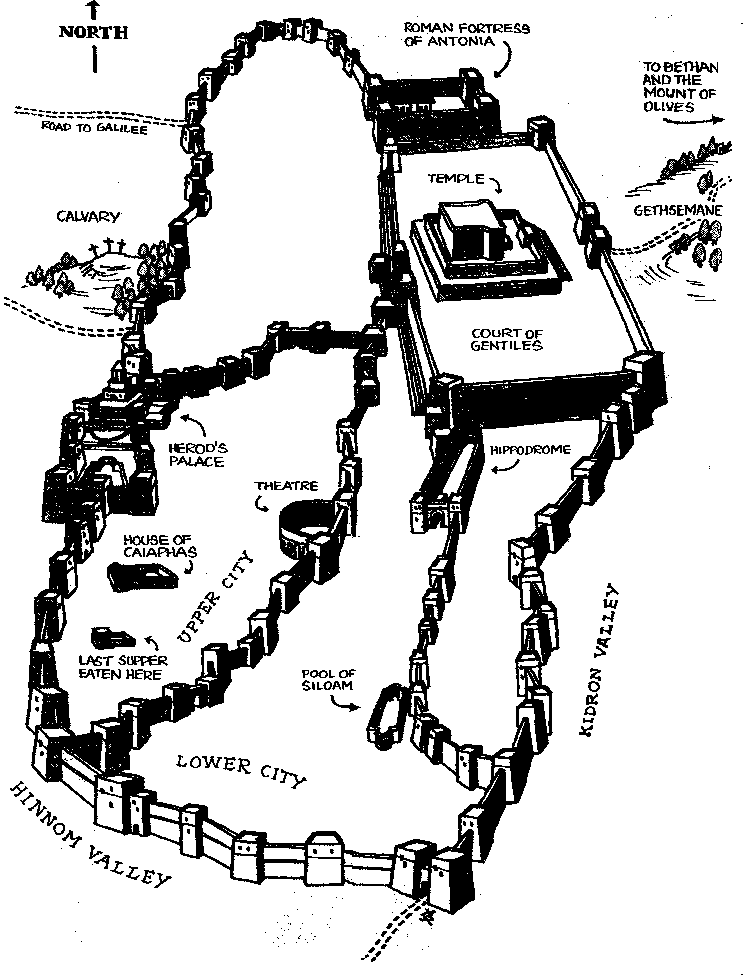 NORTH
ROMAN FORTRESS
OF ANTONIA
TO BETHAN
AND THE
MOUNT OF
OLIVES
ROAD TO GALILEE
TEMPLE
CALVARY
GETHSEMANE
COURT OF
GENTILES
HEROD'S
PALACE
HIPPODROME
THEATRE
HOUSE OF
CAIAPHAS
UPPER CITY
LAST SUPPER
EATEN HERE
POOL OF
SILOAM
KIDRON VALLEY
LOWER CITY
HINNOM VALLEY